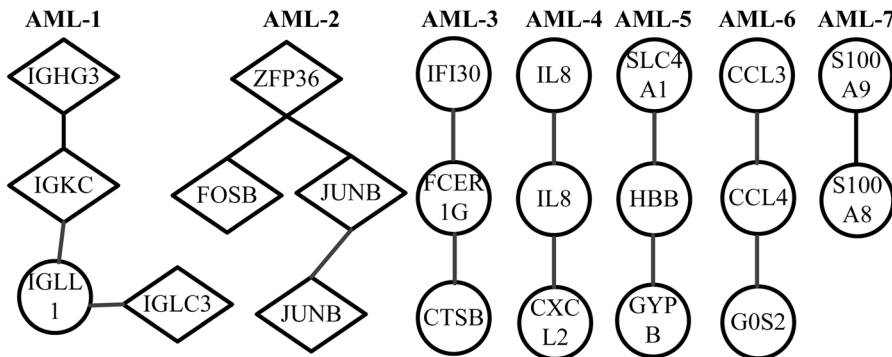 AML-1
AML-2
AML-3
AML-4
AML-5
AML-6
AML-7
IGHG3
ZFP36
IFI30
IL8
SLC4
A1
CCL3
S100
A9
IGKC
FOSB
JUNB
FCER
1G
IL8
HBB
CCL4
S100
A8
IGLL
1
IGLC3
JUNB
CTSB
CXC
L2
GYP
B
G0S2